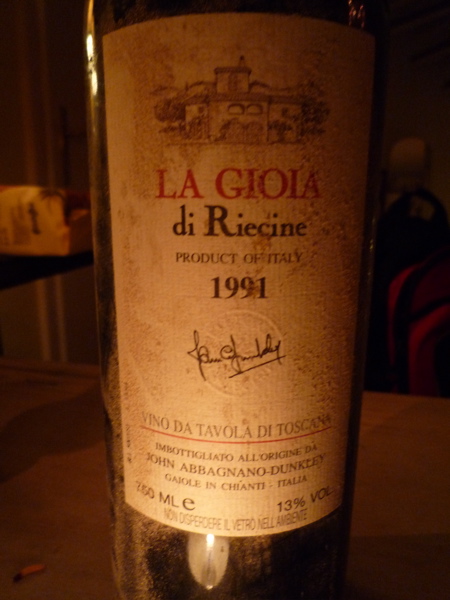 LA GIOIA
di Riecine
PRODUCT OF ITALY
1991
VINO DA TAVOLA DI TOSCANA
IMBOTTIGLIATO ALL'ORIGINE DA
JOHN ABBAGNANO-DUNKLEY
GAIOLE IN CHIANTI - ITALIA
750 ML e 13% VOL
NON DISPERDERE IL VETRO NELL'AMBIENTE